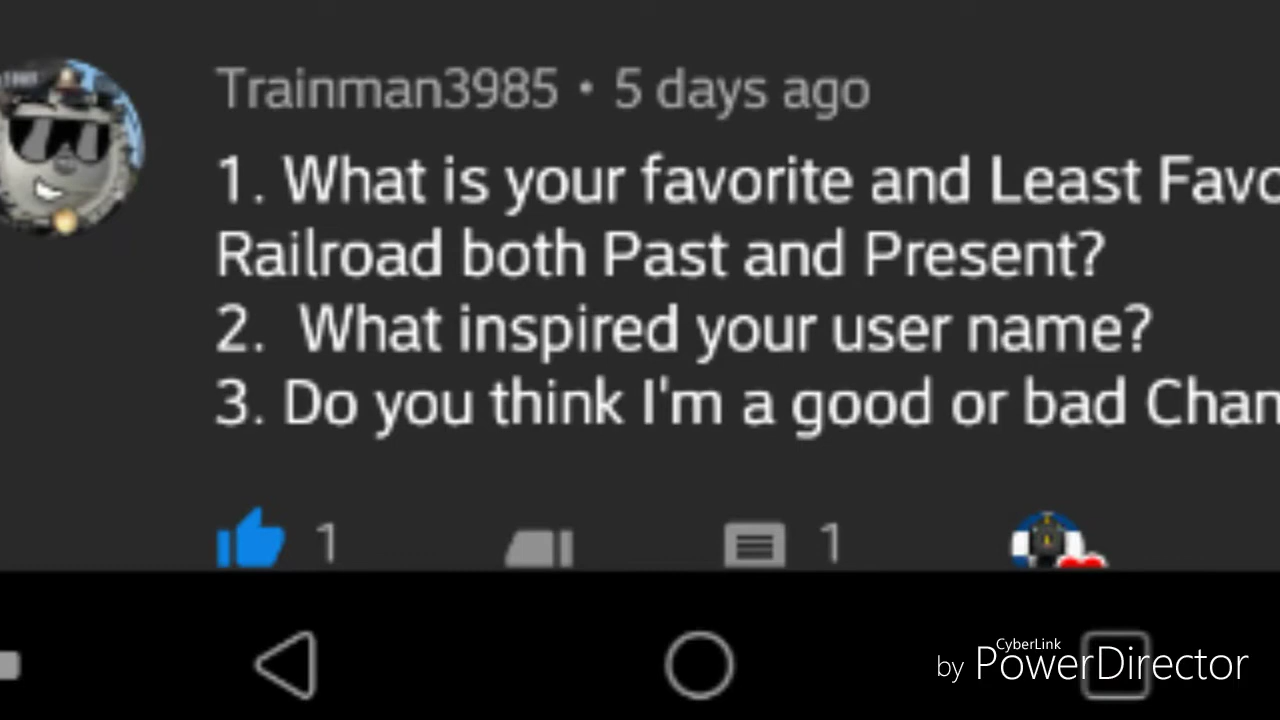 Trainman3985 • 5 days ago
1. What is your favorite and Least Favo
Railroad both Past and Present?
2. What inspired your user name?
3. Do you think I'm a good or bad Chan
1 1
by CyberLink PowerDirector